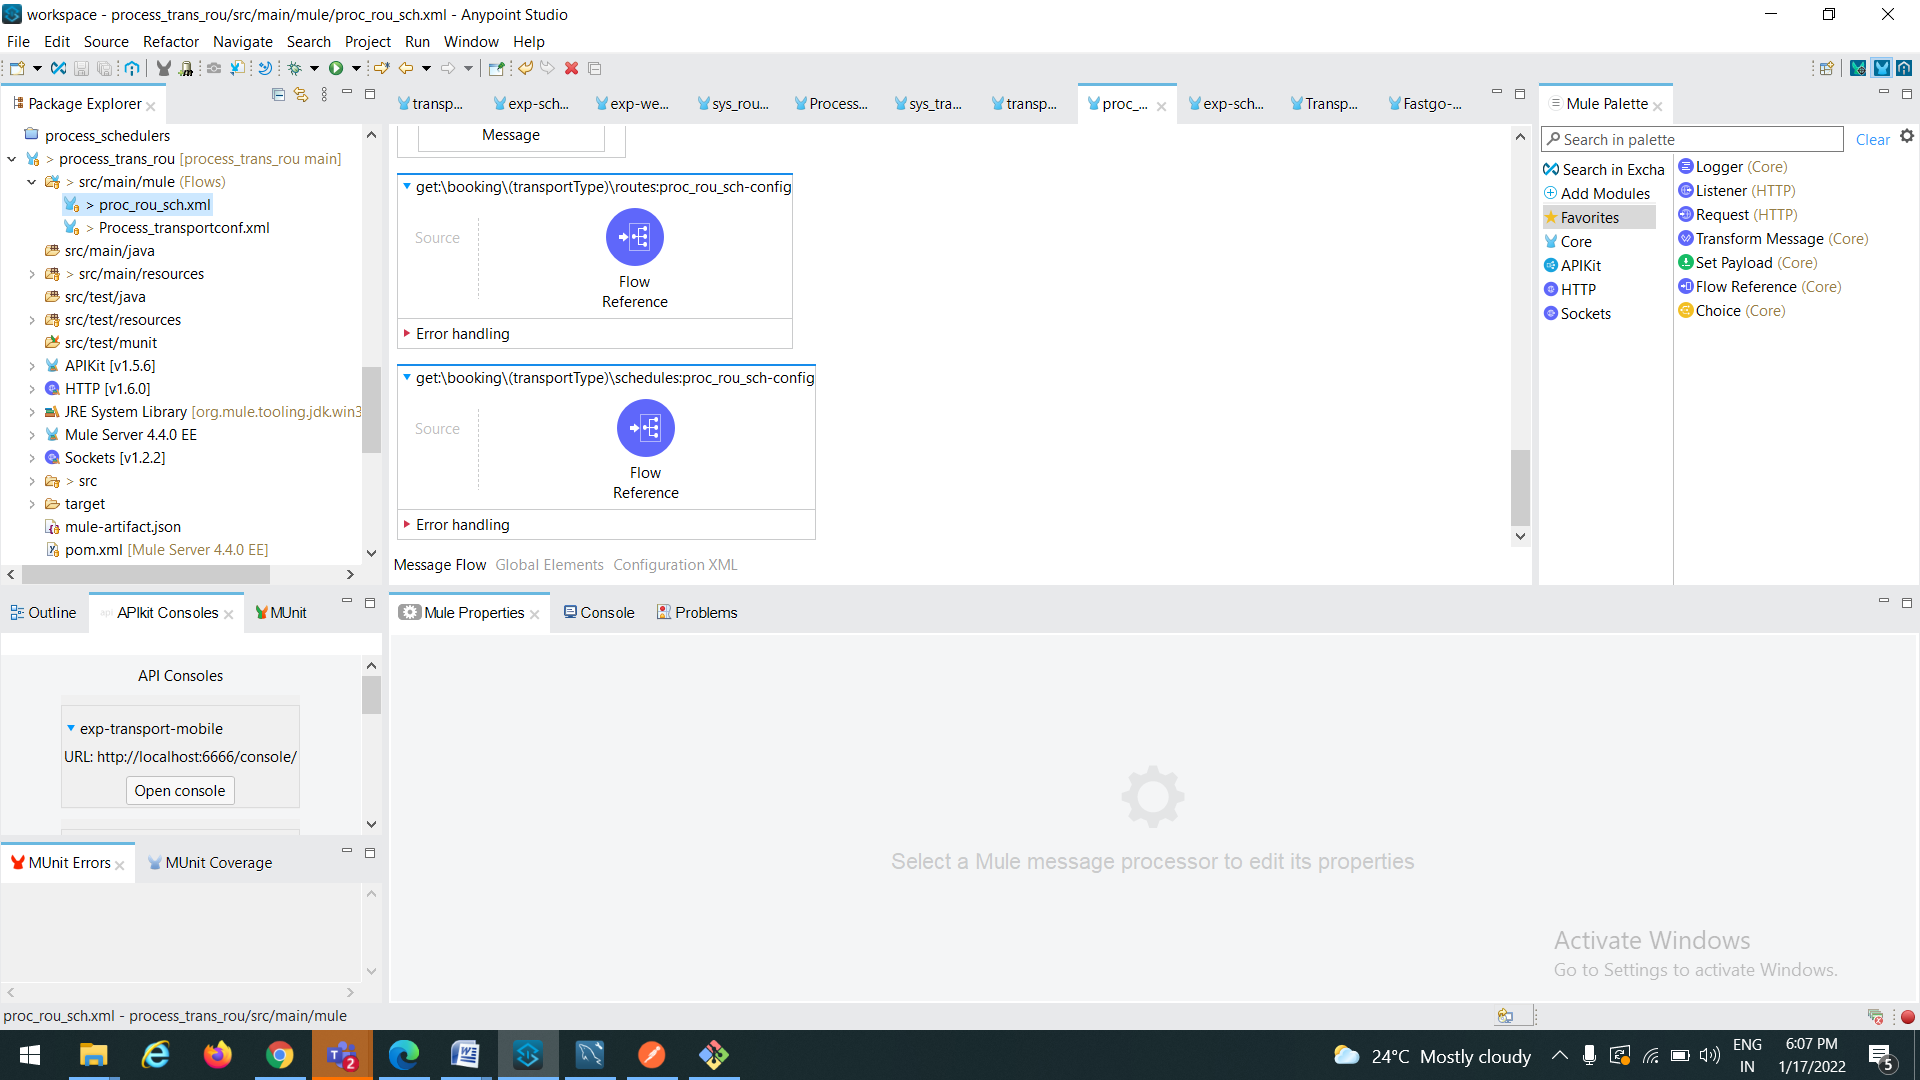 workspace - process_trans_rou/src/main/mule/proc_rou_sch.xml - Anypoint Studio
File Edit Source Refactor Navigate Search Project Run Window Help
Package Explorer
transp...
exp-sch...
exp-we...
sys_rou...
Process...
sys_tra...
transp...
proc_...
exp-sch...
Transp...
Fastgo-...
Mule Palette
process_schedulers
process_trans_rou [process_trans_rou main]
> src/main/mule (Flows)
> proc_rou_sch.xml
> Process_transportconf.xml
src/main/java
> src/main/resources
src/test/java
src/test/resources
src/test/munit
APIKit [v1.5.6]
HTTP [v1.6.0]
JRE System Library [org.mule.tooling.jdk.win3
Mule Server 4.4.0 EE
Sockets [v1.2.2]
> src
target
mule-artifact.json
pom.xml [Mule Server 4.4.0 EE]
Message
get:\booking\(transportType)\routes:proc_rou_sch-config
Source
Flow
Reference
Error handling
get:\booking\(transportType)\schedules:proc_rou_sch-config
Source
Flow
Reference
Error handling
Message Flow Global Elements Configuration XML
Search in palette
Clear
Search in Excha
Add Modules
Favorites
Core
APIKit
HTTP
Sockets
Logger (Core)
Listener (HTTP)
Request (HTTP)
Transform Message (Core)
Set Payload (Core)
Flow Reference (Core)
Choice (Core)
Outline
APIkit Consoles
MUnit
API Consoles
exp-transport-mobile
URL: http://localhost:6666/console/
Open console
MUnit Errors
MUnit Coverage
Mule Properties
Console
Problems
Select a Mule message processor to edit its properties
Activate Windows
Go to Settings to activate Windows.
proc_rou_sch.xml - process_trans_rou/src/main/mule
2
24°C Mostly cloudy
ENG
IN
6:07 PM
1/17/2022
5